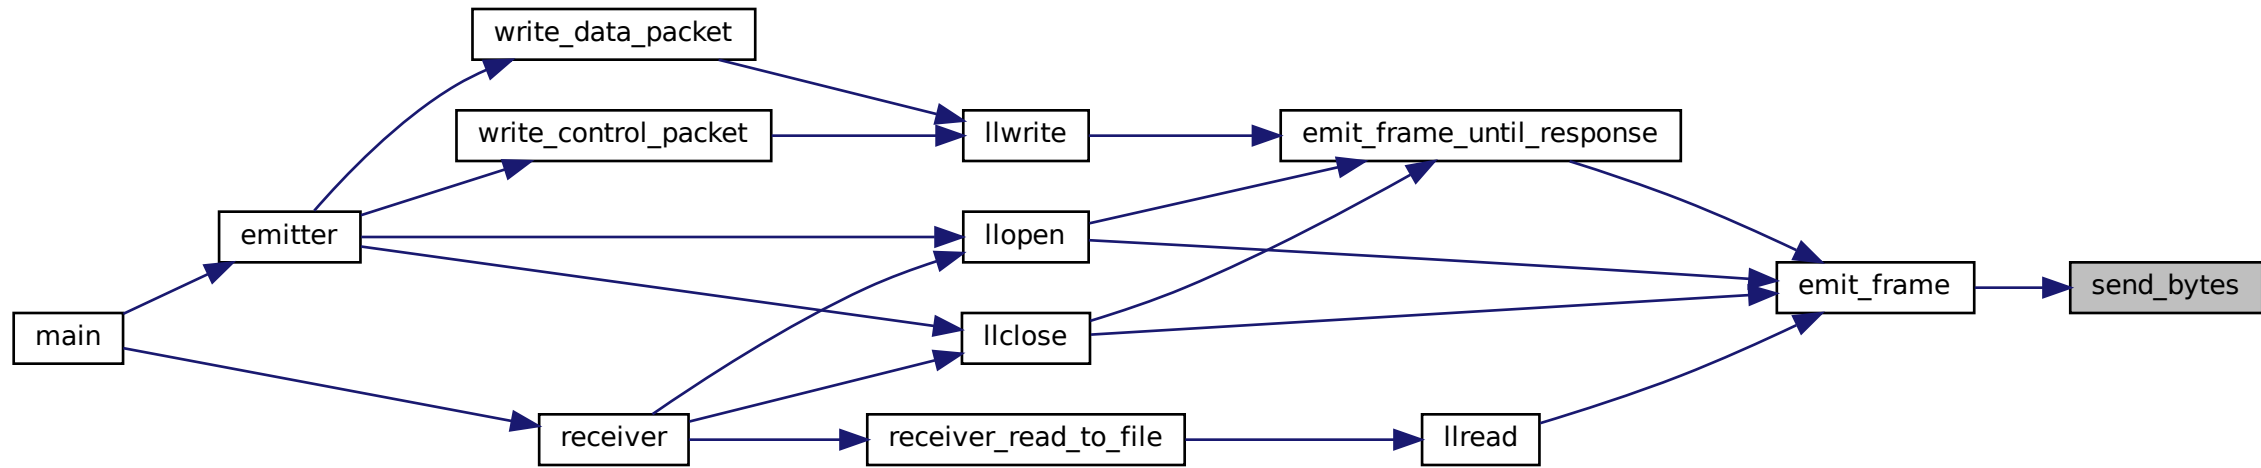 write_data_packet
write_control_packet
llwrite
emit_frame_until_response
emitter
llopen
emit_frame
send_bytes
main
llclose
receiver
receiver_read_to_file
llread